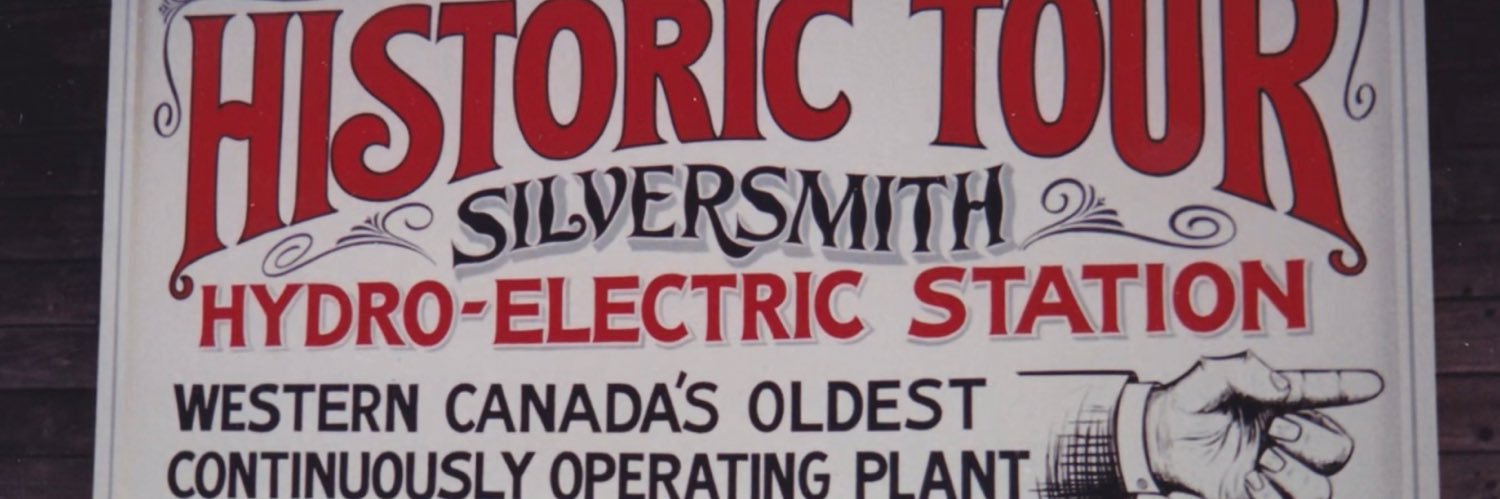 HISTORIC TOUR
SILVERSMITH
HYDRO-ELECTRIC STATION
WESTERN CANADA'S OLDEST
CONTINUOUSLY OPERATING PLANT